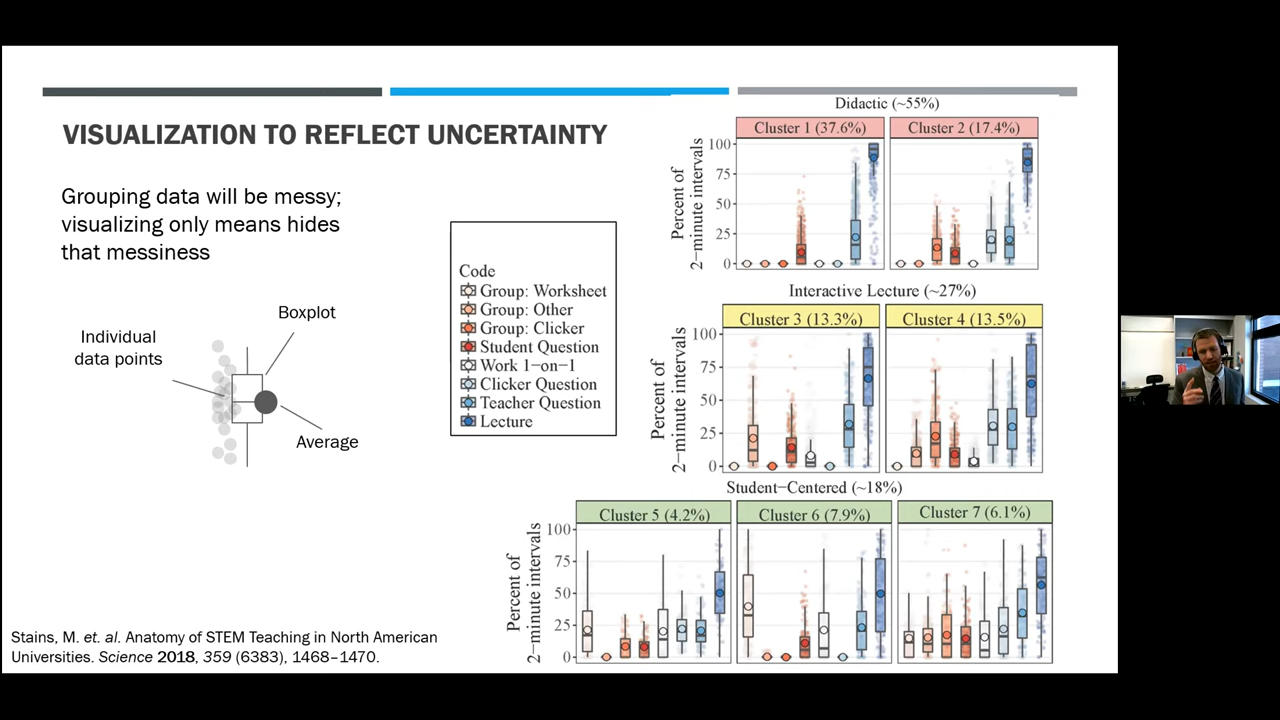 VISUALIZATION TO REFLECT UNCERTAINTY
Grouping data will be messy;
visualizing only means hides
that messiness
Individual
data points
Boxplot
Average
Code
Group: Worksheet
Group: Other
Group: Clicker
Student Question
Work 1−on−1
Clicker Question
Teacher Question
Lecture
Didactic (~55%)
Cluster 1 (37.6%)
Cluster 2 (17.4%)
Percent of
2−minute intervals
100
75
50
25
0
Interactive Lecture (~27%)
Cluster 3 (13.3%)
Cluster 4 (13.5%)
Percent of
2−minute intervals
100
75
50
25
0
Student−Centered (~18%)
Cluster 5 (4.2%)
Cluster 6 (7.9%)
Cluster 7 (6.1%)
Percent of
2−minute intervals
100
75
50
25
0
Stains, M. et. al. Anatomy of STEM Teaching in North American
Universities. Science 2018, 359 (6383), 1468–1470.